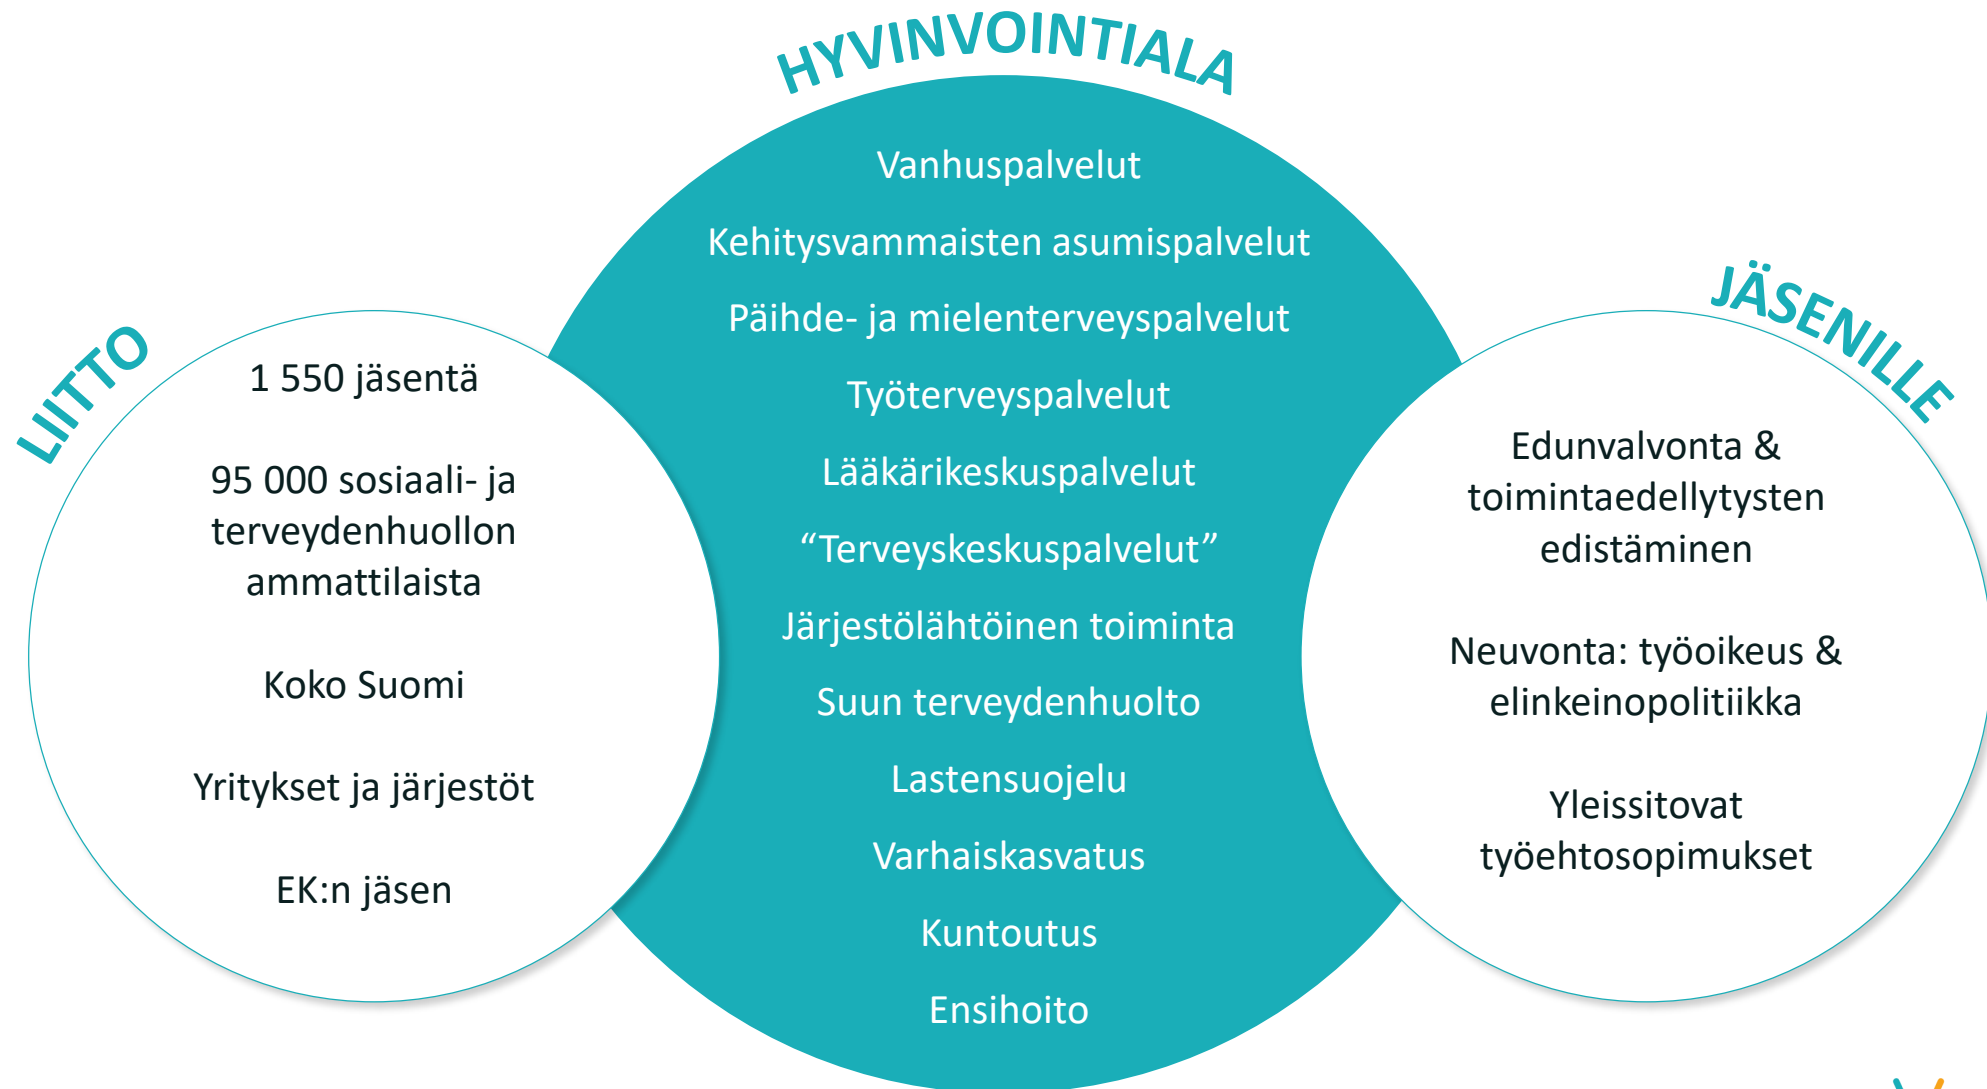 HYVINVOINTIALA
Vanhuspalvelut
Kehitysvammaisten asumispalvelut
Päihde- ja mielenterveyspalvelut
Työterveyspalvelut
Lääkärikeskuspalvelut
“Terveyskeskuspalvelut”
Järjestölähtöinen toiminta
Suun terveydenhuolto
Lastensuojelu
Varhaiskasvatus
Kuntoutus
Ensihoito
LIITTO
1 550 jäsentä
95 000 sosiaali- ja
terveydenhuollon
ammattilaista
Koko Suomi
Yritykset ja järjestöt
EK:n jäsen
JÄSENILLE
Edunvalvonta &
toimintaedellytysten
edistäminen
Neuvonta: työoikeus &
elinkeinopolitiikka
Yleissitovat
työehtosopimukset